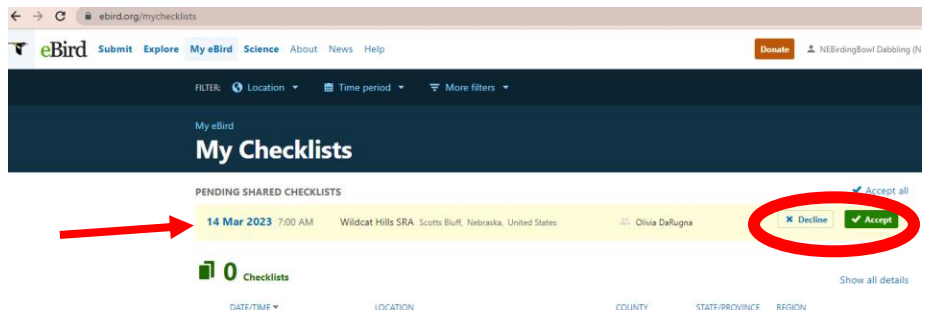 ebird.org/mychecklists
eBird Submit Explore My eBird Science About News Help Donate NEBirdingBowl Dabbling (N
FILTER: Location Time period More filters
My eBird
My Checklists
PENDING SHARED CHECKLISTS Accept all
14 Mar 2023 7:00 AM Wildcat Hills SRA Scotts Bluff, Nebraska, United States Olivia DaRugna Decline Accept
0 Checklists
Show all details
DATE/TIME LOCATION COUNTY STATE/PROVINCE REGION